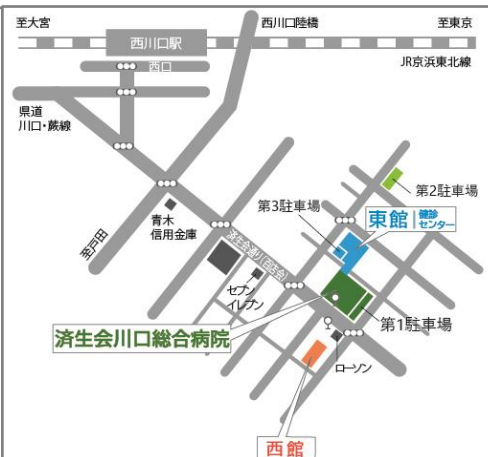 至大宮
西川口陸橋
至東京
西川口駅
JR京浜東北線
西口
県道
川口・蕨線
第2駐車場
第3駐車場
東館
健診
センター
青木
信用金庫
至戸田
済生会通り(百店会)
セブン
イレブン
第1駐車場
済生会川口総合病院
ローソン
西館